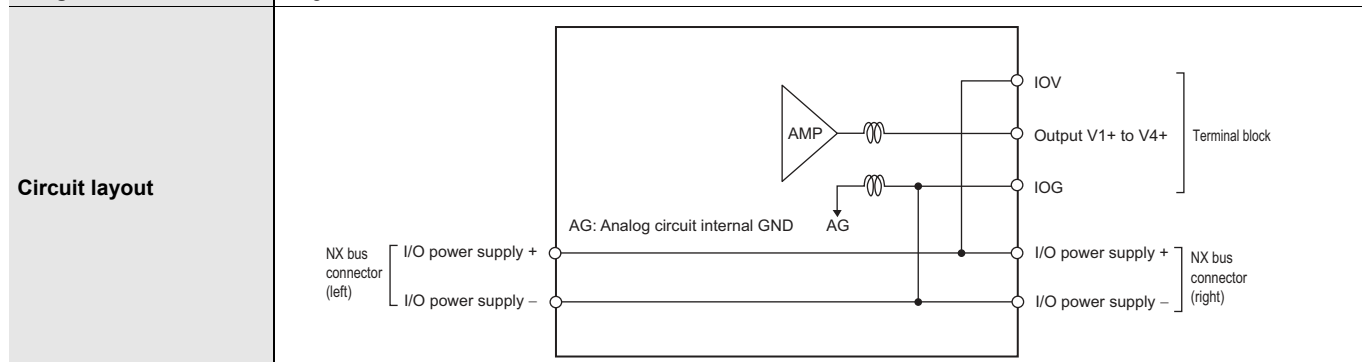 Circuit layout
IOV
AMP
Output V1+ to V4+
Terminal block
IOG
AG: Analog circuit internal GND
AG
NX bus
connector
(left)
I/O power supply +
I/O power supply –
I/O power supply +
I/O power supply –
NX bus
connector
(right)